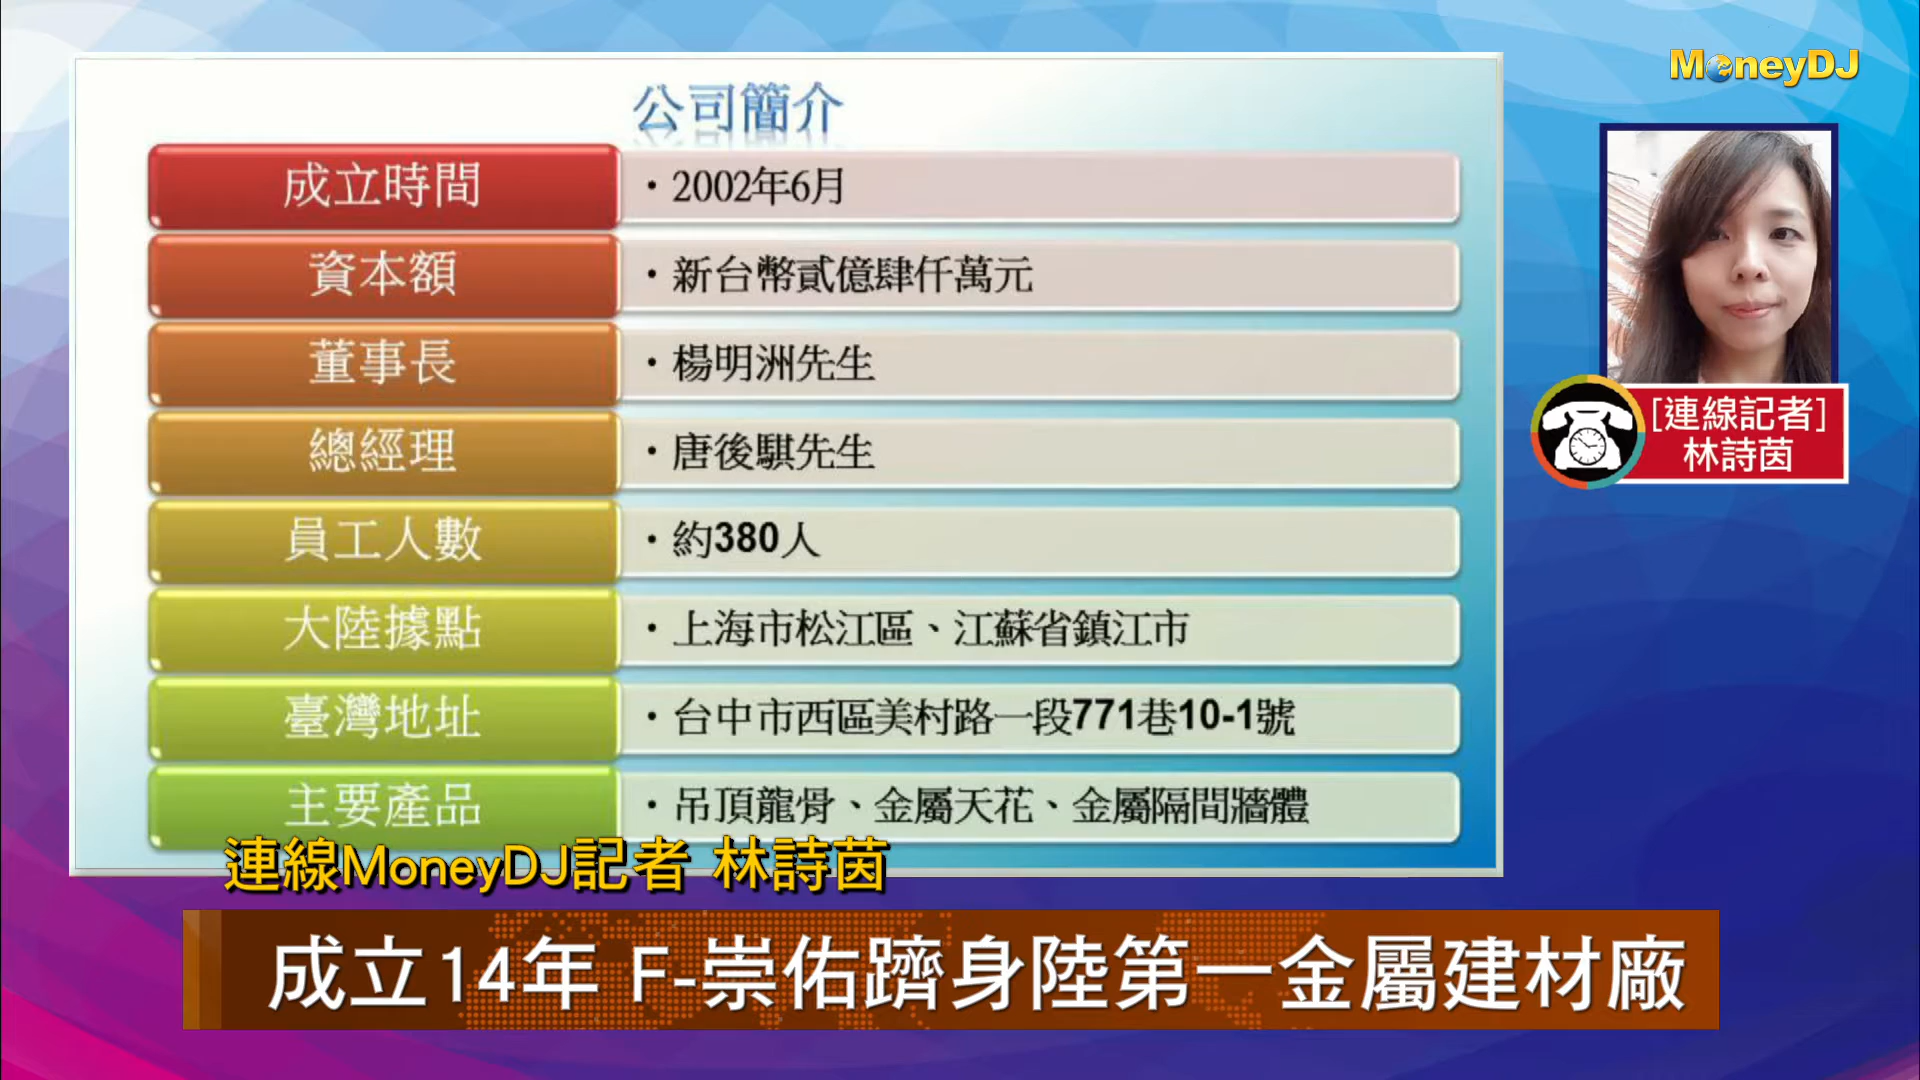 MoneyDJ
公司簡介
成立時間
・2002年6月
資本額
・新台幣貳億肆仟萬元
董事長
・楊明洲先生
總經理
・唐後騏先生
員工人數
・約380人
大陸據點
・上海市松江區、江蘇省鎮江市
臺灣地址
・台中市西區美村路一段771巷10-1號
主要產品
・吊頂龍骨、金屬天花、金屬隔間牆體
[連線記者]
林詩茵
連線MoneyDJ記者 林詩茵
成立14年 F-崇佑躋身陸第一金屬建材廠